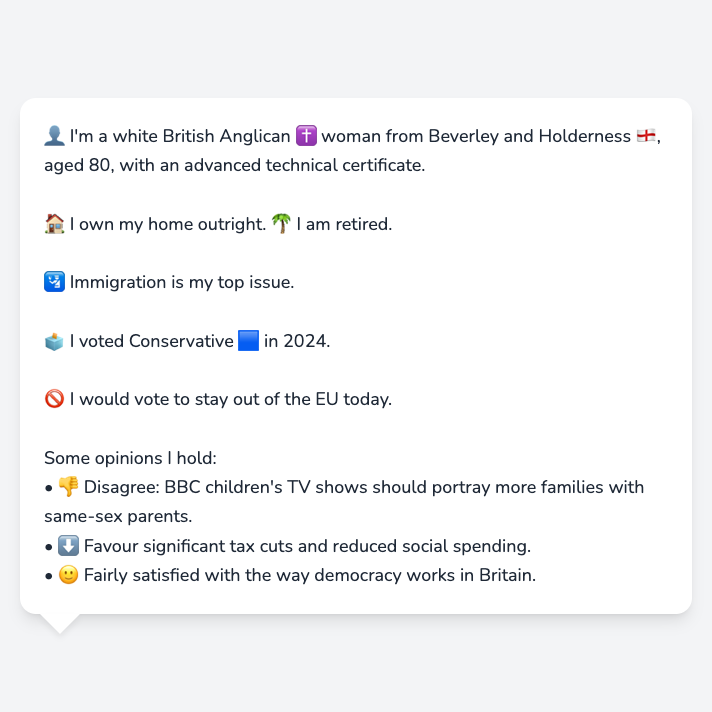 👤 I'm a white British Anglican ✝️ woman from Beverley and Holderness 🏴󠁧󠁢󠁥󠁮󠁧󠁿,
aged 80, with an advanced technical certificate.
🏠 I own my home outright. 🌴 I am retired.
🛂 Immigration is my top issue.
🗳️ I voted Conservative 🟦 in 2024.
🚫 I would vote to stay out of the EU today.
Some opinions I hold:
• 👎 Disagree: BBC children's TV shows should portray more families with
same-sex parents.
• ⬇️ Favour significant tax cuts and reduced social spending.
• 🙂 Fairly satisfied with the way democracy works in Britain.